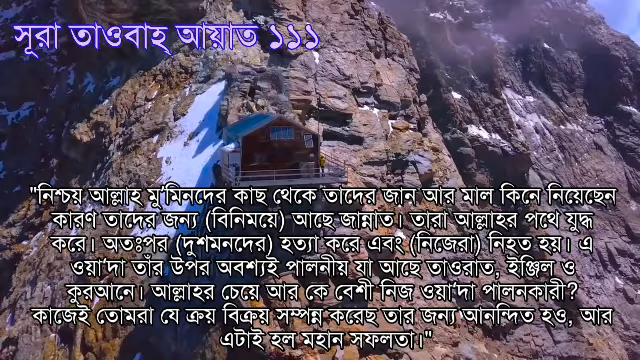 সূরা তাওবাহ আয়াত ১১১
"নিশ্চয় আল্লাহ মু'মিনদের কাছ থেকে তাদের জান আর মাল কিনে নিয়েছেন
কারণ তাদের জন্য (বিনিময়ে) আছে জান্নাত। তারা আল্লাহর পথে যুদ্ধ
করে। অতঃপর (দুশমনদের) হত্যা করে এবং (নিজেরা) নিহত হয়। এ
ওয়া'দা তাঁর উপর অবশ্যই পালনীয় যা আছে তাওরাত, ইঞ্জিল ও
কুরআনে। আল্লাহর চেয়ে আর কে বেশী নিজ ওয়া'দা পালনকারী?
কাজেই তোমরা যে ক্রয় বিক্রয় সম্পন্ন করেছ তার জন্য আনন্দিত হও, আর
এটাই হল মহান সফলতা।"